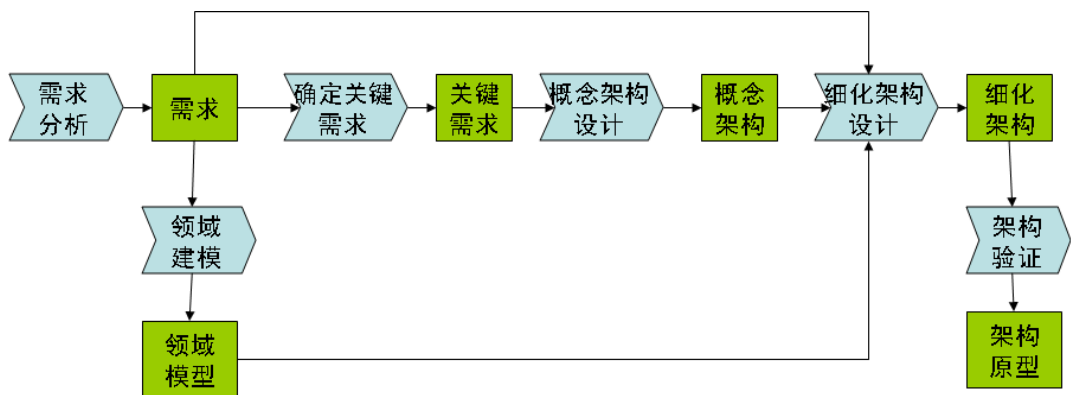 需求
分析
需求
确定关键
需求
关键
需求
概念架构
设计
概念
架构
细化架构
设计
细化
架构
领域
建模
架构
验证
领域
模型
架构
原型